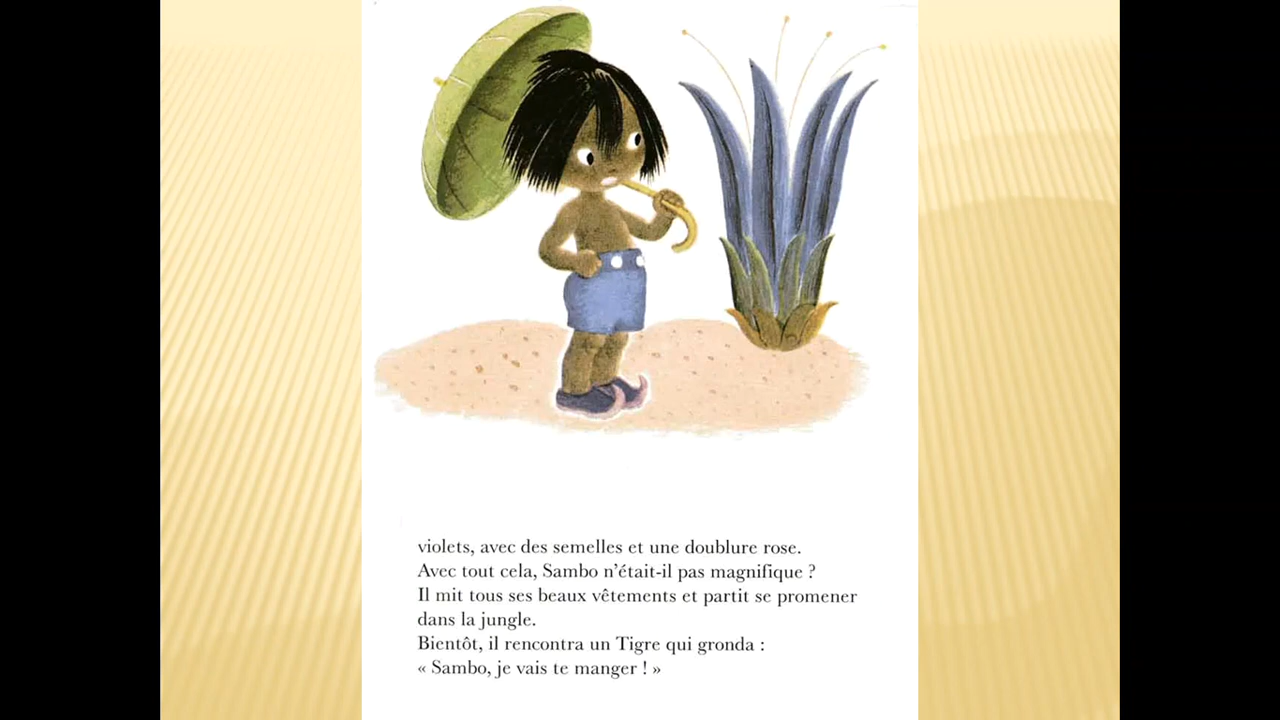 violets, avec des semelles et une doublure rose.
Avec tout cela, Sambo n'était-il pas magnifique ?
Il mit tous ses beaux vêtements et partit se promener
dans la jungle.
Bientôt, il rencontra un Tigre qui gronda :
« Sambo, je vais te manger ! »